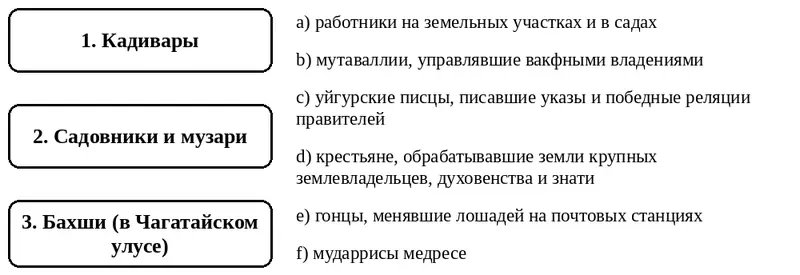 1. Кадивары
2. Садовники и музари
3. Бахши (в Чагатайском
улусе)
a) работники на земельных участках и в садах
b) мутаваллии, управлявшие вакфными владениями
c) уйгурские писцы, писавшие указы и победные реляции
правителей
d) крестьяне, обрабатывавшие земли крупных
землевладельцев, духовенства и знати
e) гонцы, менявшие лошадей на почтовых станциях
f) мударрисы медресе